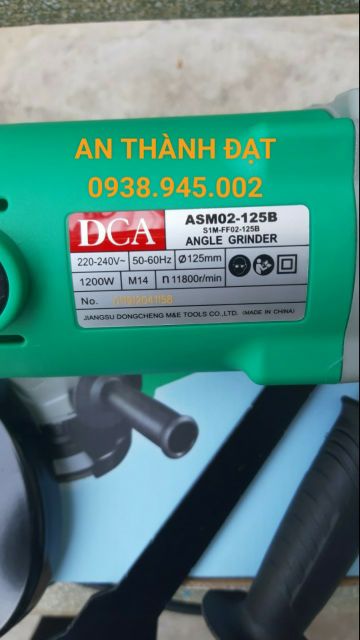 AN THÀNH ĐẠT
0938.945.002
DCA
ASM02-125B
S1M-FF02-125B
ANGLE GRINDER
220-240V~ 50-60Hz Ø125mm
1200W M14 n 11800r/min
No.
JIANGSU DONGCHENG M&E TOOLS CO.,LTD. (MADE IN CHINA)